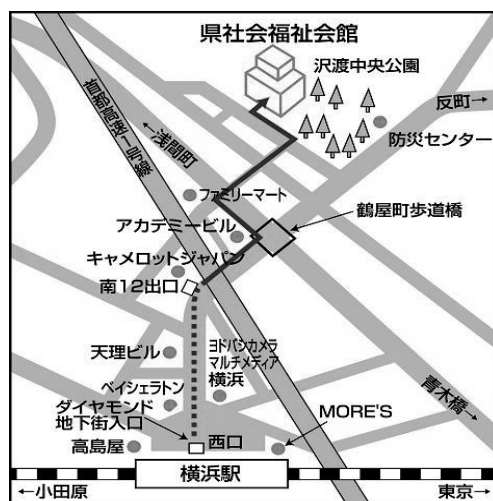 県社会福祉会館
沢渡中央公園
反町
首都高速1号線
浅間町
防災センター
ファミリーマート
鶴屋町歩道橋
アカデミービル
キャメロットジャパン
南12出口
天理ビル
ヨドバシカメラ
マルチメディア
横浜
ベイシェラトン
ダイヤモンド
地下街入口
青木橋
MORE'S
高島屋
西口
横浜駅
←小田原
東京→